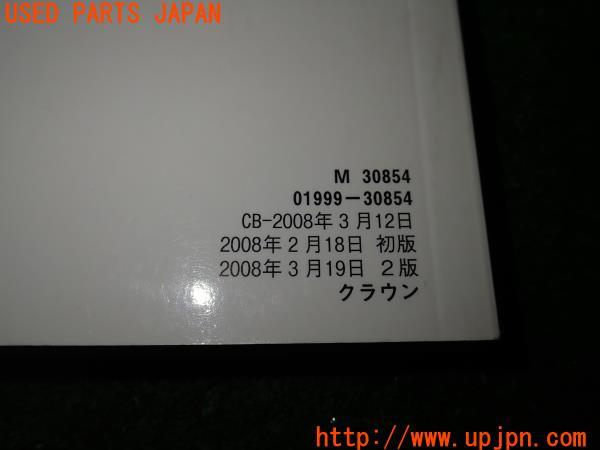 USED PARTS JAPAN
M 30854
01999-30854
CB-2008年3月12日
2008年2月18日 初版
2008年3月19日 2版
クラウン
http://www.upjpn.com